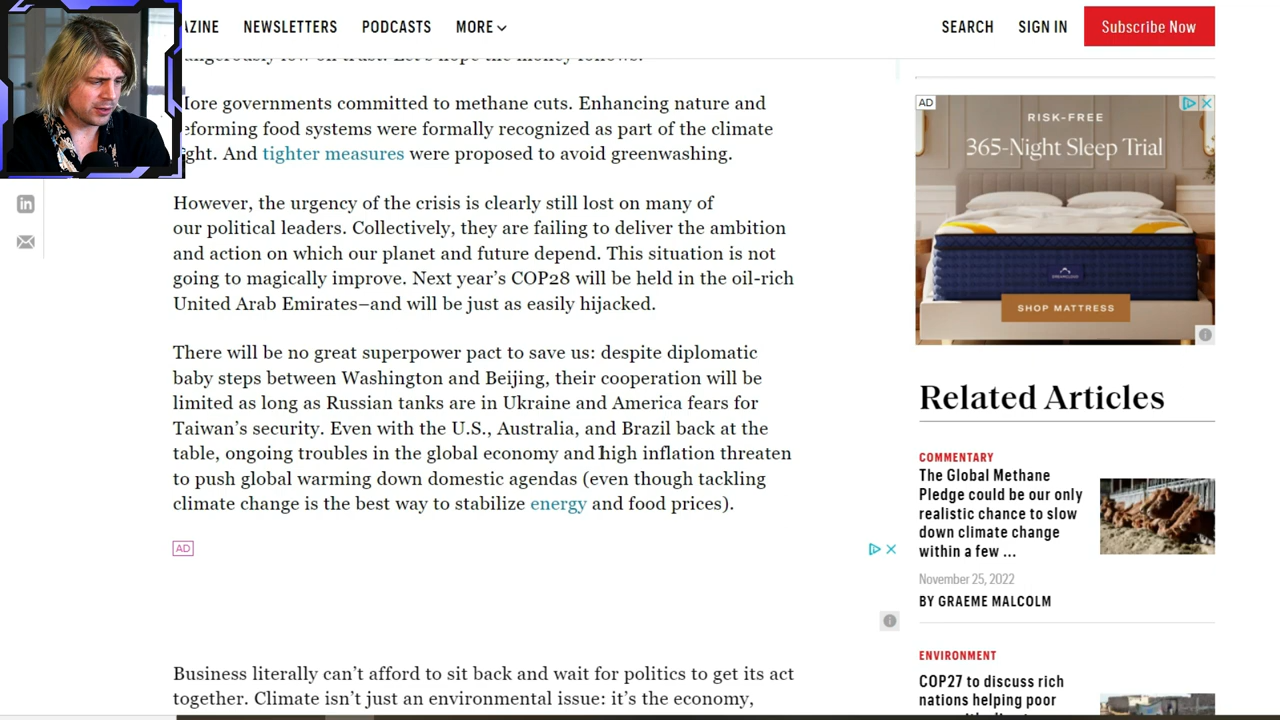 AZINE NEWSLETTERS PODCASTS MORE SEARCH SIGN IN Subscribe Now
low on trust. Let's hope the money follows.
More governments committed to methane cuts. Enhancing nature and
reforming food systems were formally recognized as part of the climate
fight. And tighter measures were proposed to avoid greenwashing.
However, the urgency of the crisis is clearly still lost on many of
our political leaders. Collectively, they are failing to deliver the ambition
and action on which our planet and future depend. This situation is not
going to magically improve. Next year's COP28 will be held in the oil-rich
United Arab Emirates–and will be just as easily hijacked.
There will be no great superpower pact to save us: despite diplomatic
baby steps between Washington and Beijing, their cooperation will be
limited as long as Russian tanks are in Ukraine and America fears for
Taiwan's security. Even with the U.S., Australia, and Brazil back at the
table, ongoing troubles in the global economy and high inflation threaten
to push global warming down domestic agendas (even though tackling
climate change is the best way to stabilize energy and food prices).
AD
Business literally can't afford to sit back and wait for politics to get its act
together. Climate isn't just an environmental issue: it's the economy,
in
AD
RISK-FREE
365-Night Sleep Trial
SHOP MATTRESS
Related Articles
COMMENTARY
The Global Methane
Pledge could be our only
realistic chance to slow
down climate change
within a few ...
November 25, 2022
BY GRAEME MALCOLM
ENVIRONMENT
COP27 to discuss rich
nations helping poor